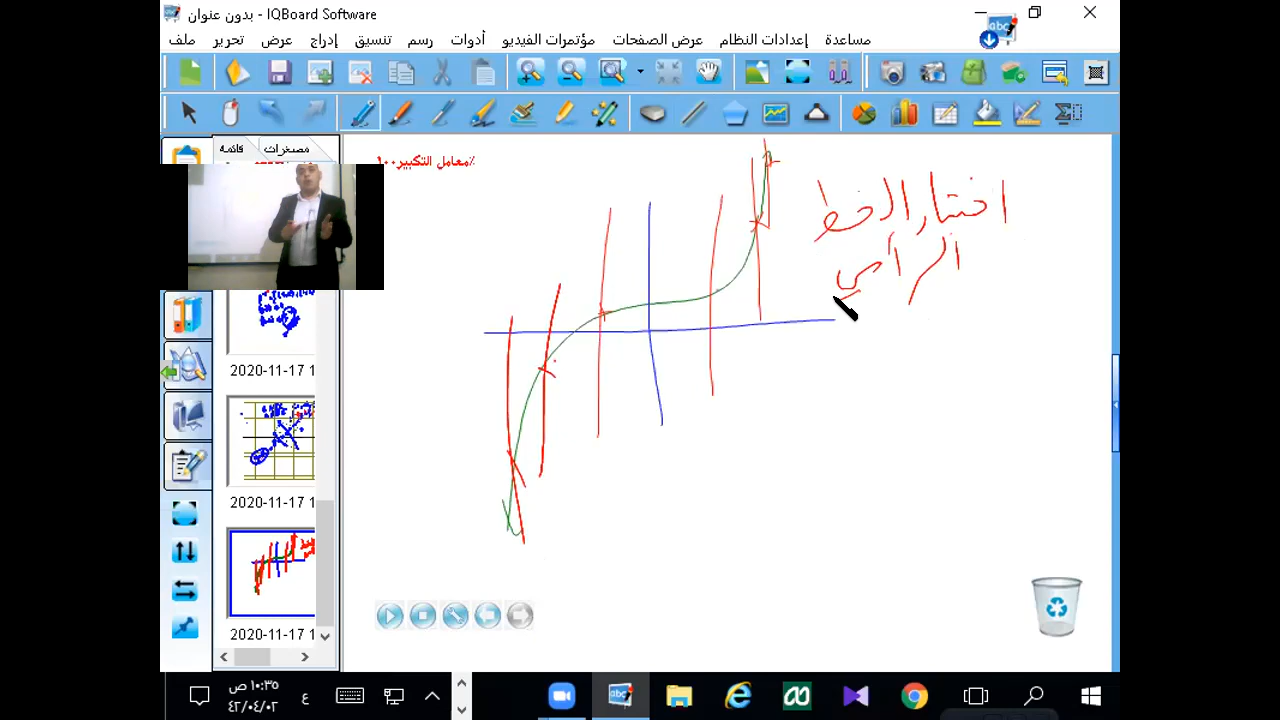 بدون عنوان - IQBoard Software
ملف تحرير عرض إدراج تنسيق رسم أدوات مؤتمرات الفيديو عرض الصفحات إعدادات النظام مساعدة
قائمة مصغرات
معامل التكبير١٠٠٪
اختبار الخط
الرأسي
2020-11-17 1
2020-11-17 1
2020-11-17 1
١٠:٣٥ ص
٤٢/٠٤/٠٢
ع